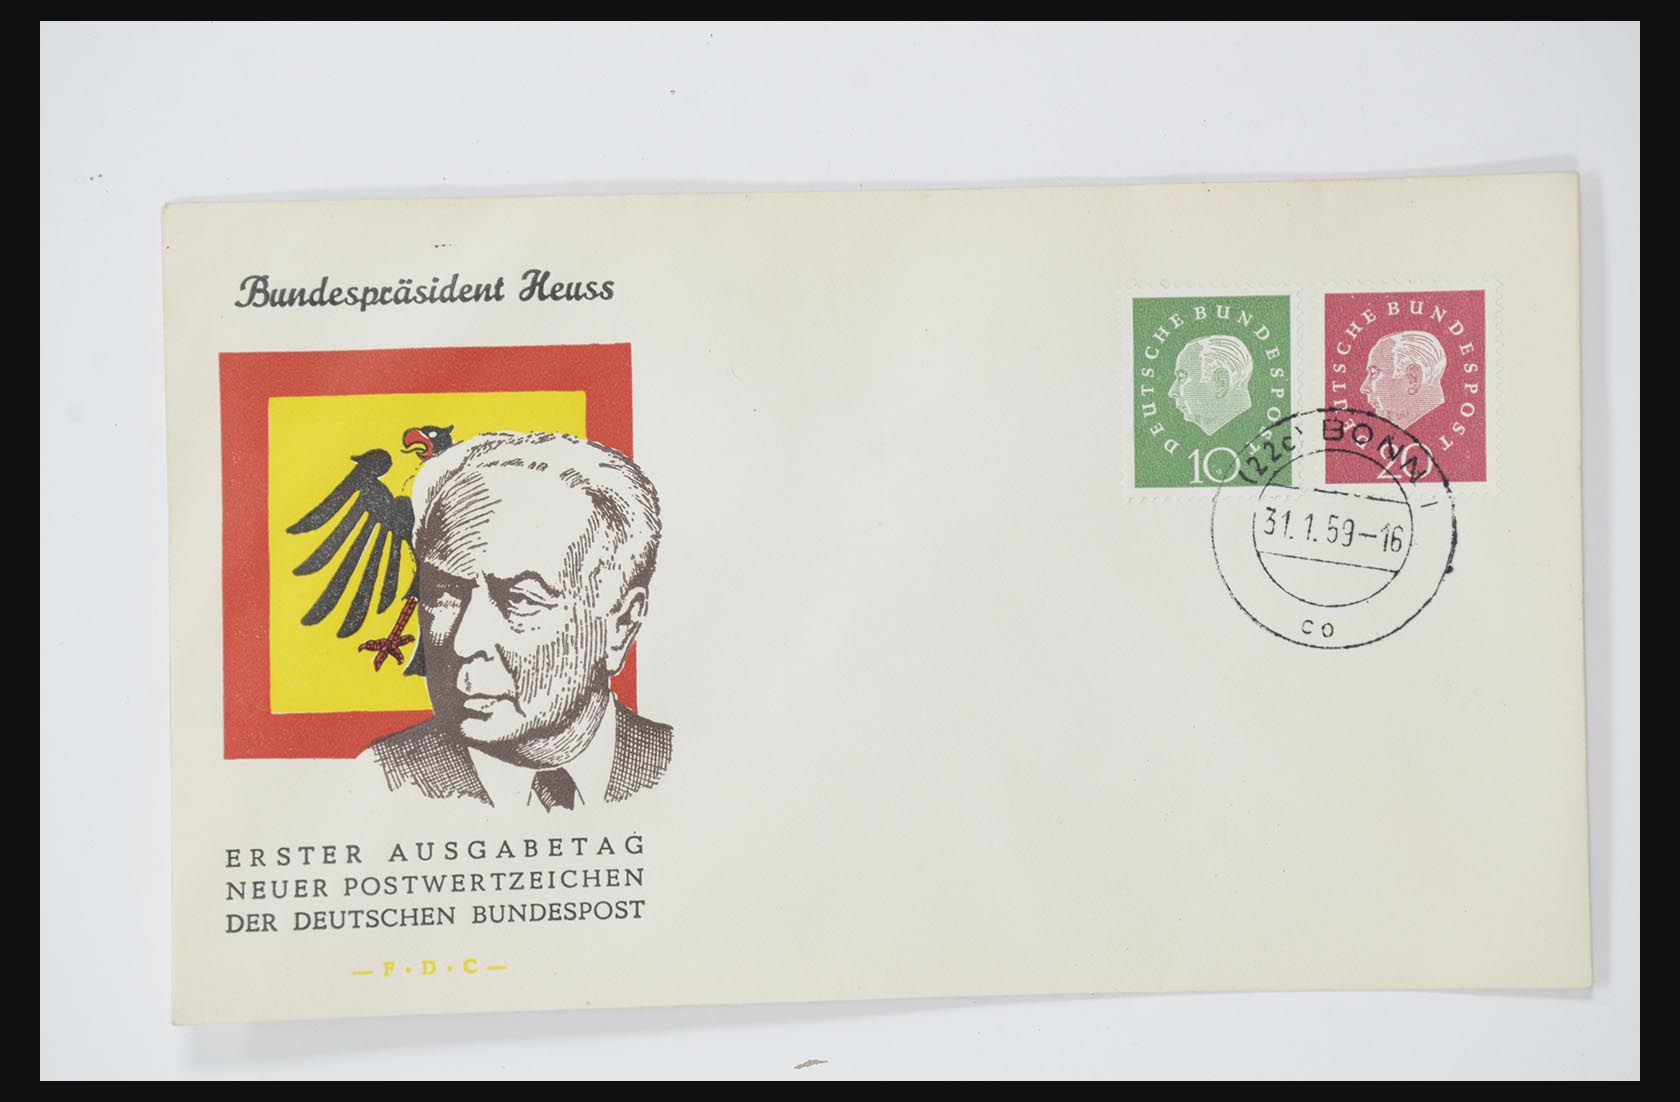 Bundespräsident Heuss
DEUTSCHE BUNDESPOST
10
DEUTSCHE BUNDESPOST
20
(22c) BONN 1
31.1.59-16
co
ERSTER AUSGABETAG
NEUER POSTWERTZEICHEN
DER DEUTSCHEN BUNDESPOST
— F · D · C —